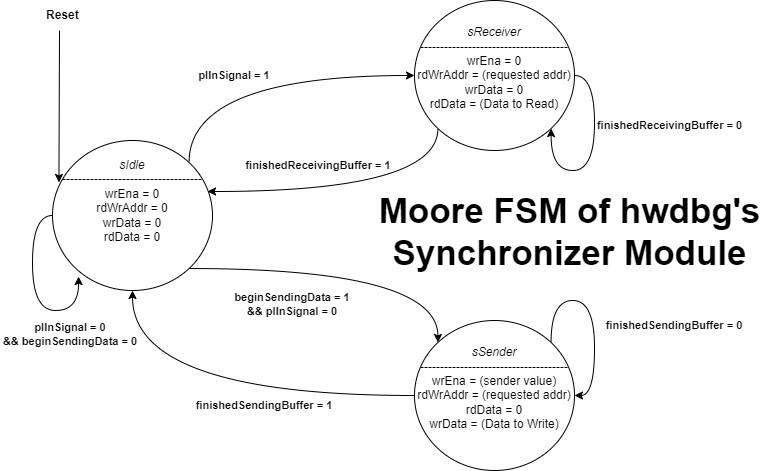 Reset
sReceiver
wrEna = 0
rdWrAddr = (requested addr)
wrData = 0
rdData = (Data to Read)
plInSignal = 1
finishedReceivingBuffer = 0
finishedReceivingBuffer = 1
sIdle
wrEna = 0
rdWrAddr = 0
wrData = 0
rdData = 0
Moore FSM of hwdbg's
Synchronizer Module
plInSignal = 0
&& beginSendingData = 0
beginSendingData = 1
&& plInSignal = 0
finishedSendingBuffer = 0
sSender
wrEna = (sender value)
rdWrAddr = (requested addr)
rdData = 0
wrData = (Data to Write)
finishedSendingBuffer = 1